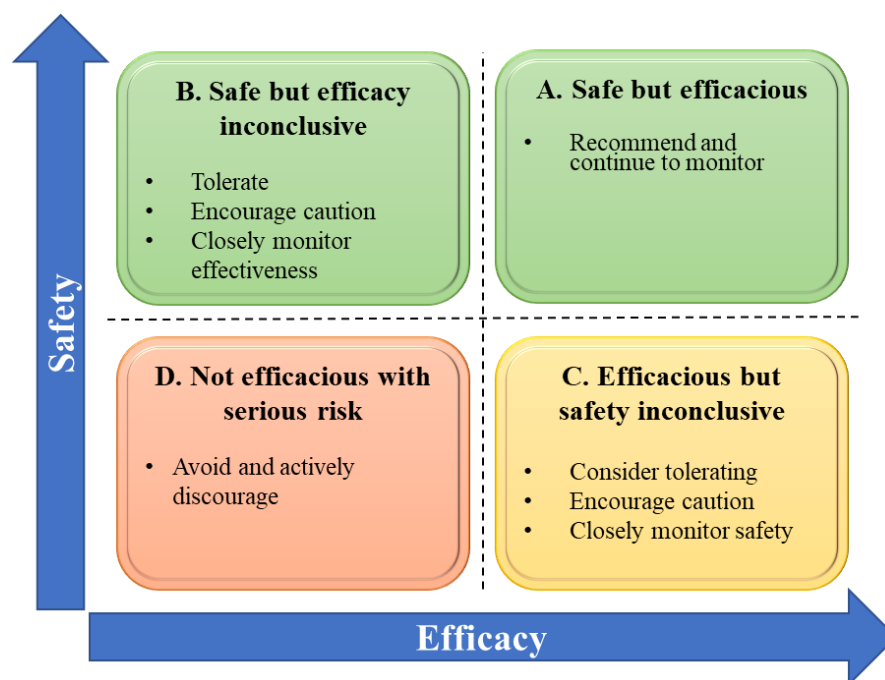 B. Safe but efficacy
inconclusive
• Tolerate
• Encourage caution
• Closely monitor
effectiveness
A. Safe but efficacious
• Recommend and
continue to monitor
Safety
D. Not efficacious with
serious risk
• Avoid and actively
discourage
C. Efficacious but
safety inconclusive
• Consider tolerating
• Encourage caution
• Closely monitor safety
Efficacy